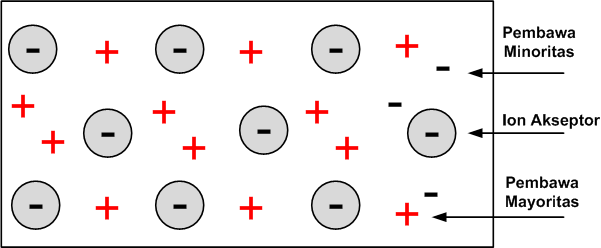 Pembawa
Minoritas
Ion Akseptor
Pembawa
Mayoritas